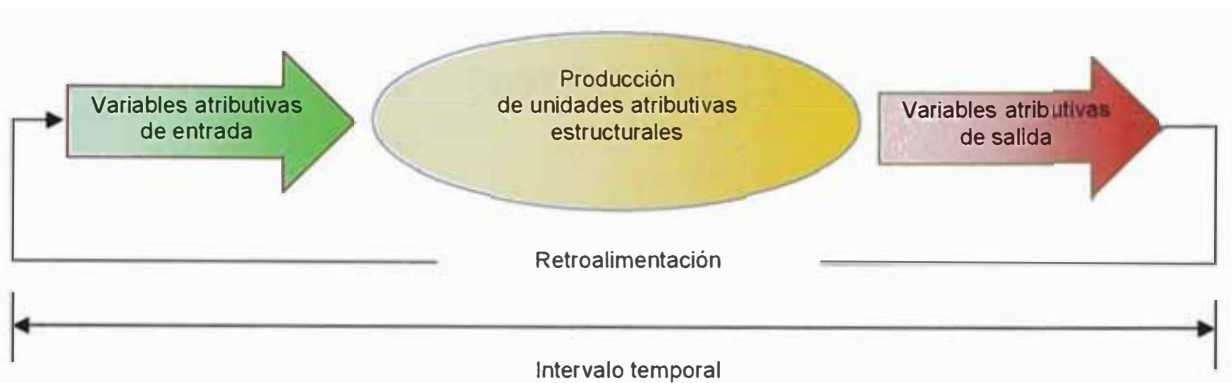 Variables atributivas
de entrada
Producción
de unidades atributivas
estructurales
Variables atributivas
de salida
Retroalimentación
Intervalo temporal